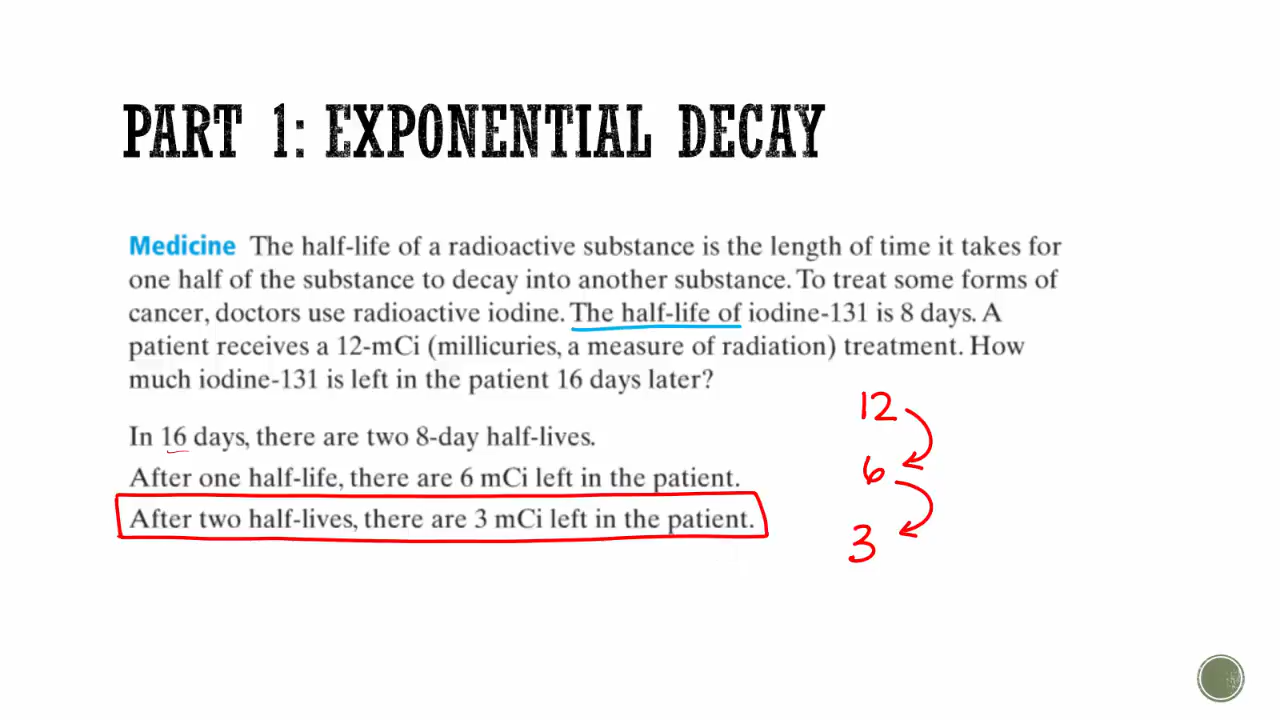 PART 1: EXPONENTIAL DECAY
Medicine The half-life of a radioactive substance is the length of time it takes for
one half of the substance to decay into another substance. To treat some forms of
cancer, doctors use radioactive iodine. The half-life of iodine-131 is 8 days. A
patient receives a 12-mCi (millicuries, a measure of radiation) treatment. How
much iodine-131 is left in the patient 16 days later?
In 16 days, there are two 8-day half-lives.
After one half-life, there are 6 mCi left in the patient.
After two half-lives, there are 3 mCi left in the patient.
12
6
3